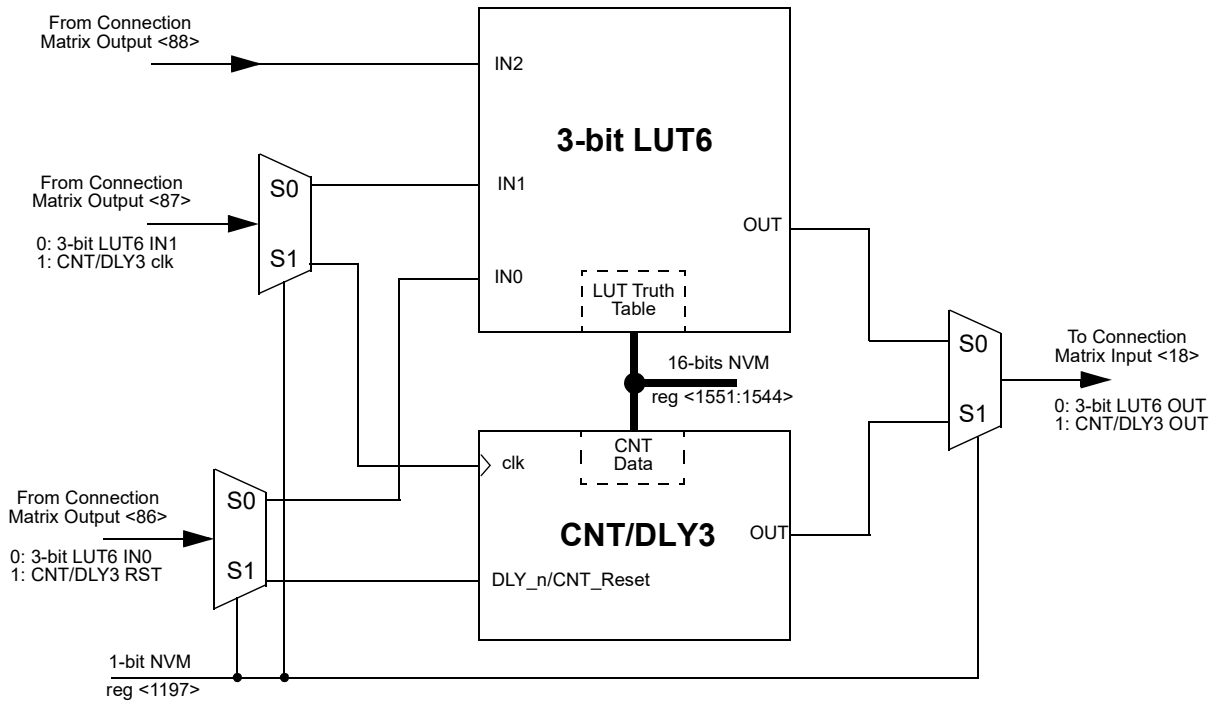 From Connection
Matrix Output <88>
IN2
3-bit LUT6
From Connection
Matrix Output <87>
S0
IN1
0: 3-bit LUT6 IN1
1: CNT/DLY3 clk
S1
OUT
IN0
LUT Truth
Table
16-bits NVM
reg <1551:1544>
S0
S1
To Connection
Matrix Input <18>
0: 3-bit LUT6 OUT
1: CNT/DLY3 OUT
CNT
Data
clk
From Connection
Matrix Output <86>
S0
0: 3-bit LUT6 IN0
1: CNT/DLY3 RST
S1
CNT/DLY3
OUT
DLY_n/CNT_Reset
1-bit NVM
reg <1197>